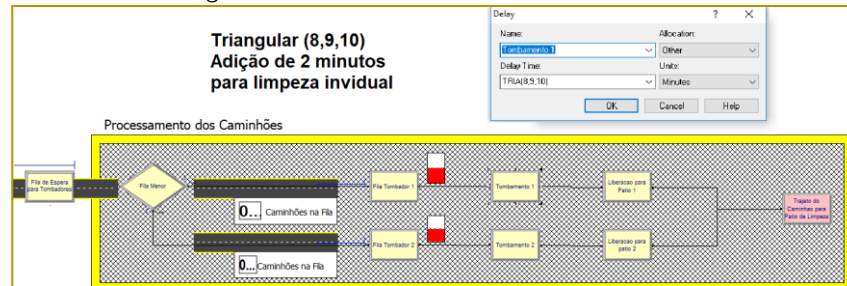 Triangular (8,9,10)
Adição de 2 minutos
para limpeza invidual
Delay
? ×
Name:
Allocation:
Tombamento 1
Other
Delay Time:
Units:
TRIA(8,9,10)
Minutes
OK
Cancel
Help
Processamento dos Caminhões
Fila de Espera
para Tombadores
Fila Menor
0... Caminhões na Fila
Fila Tombador 1
Tombamento 1
Liberacao para
Patio 1
Trajeto do
Caminhao para
Patio da Limpeza
0... Caminhões na Fila
Fila Tombador 2
Tombamento 2
Liberacao para
patio 2